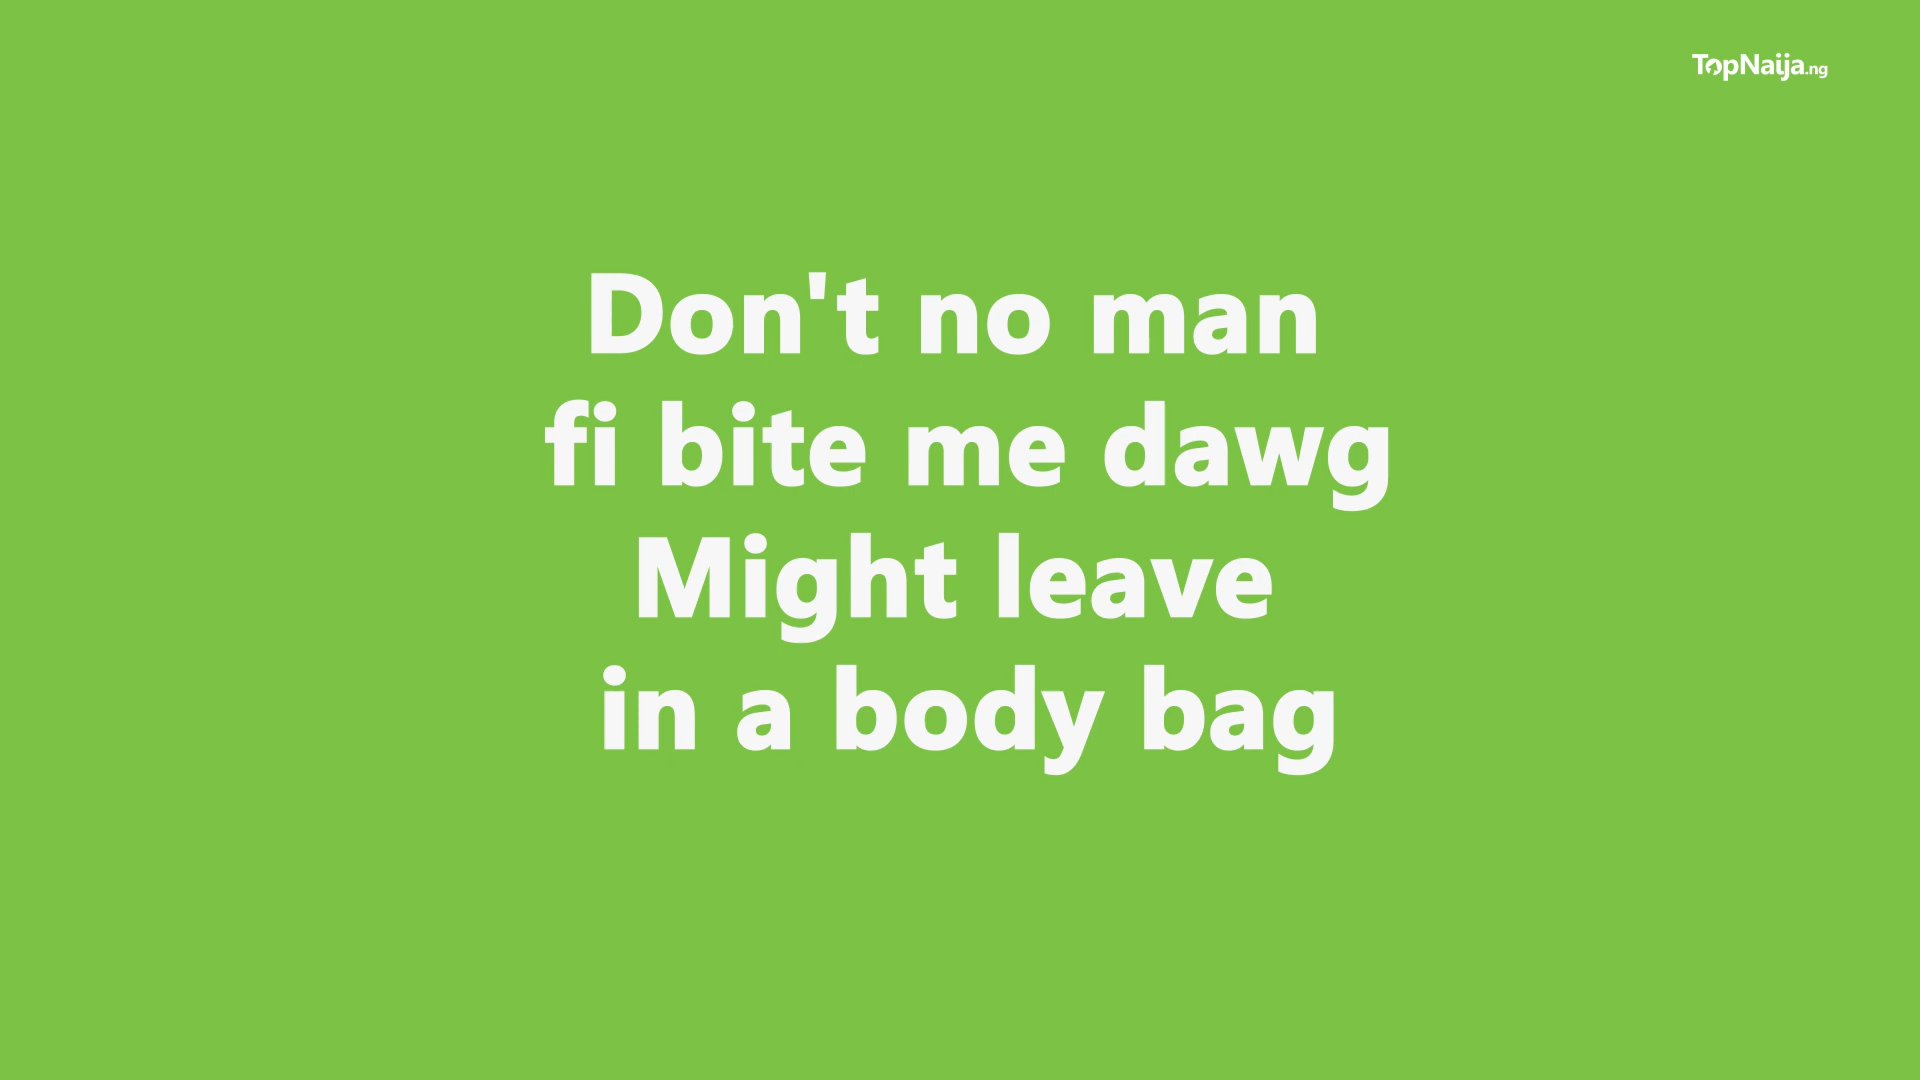 TopNaija.ng
Don't no man
fi bite me dawg
Might leave
in a body bag